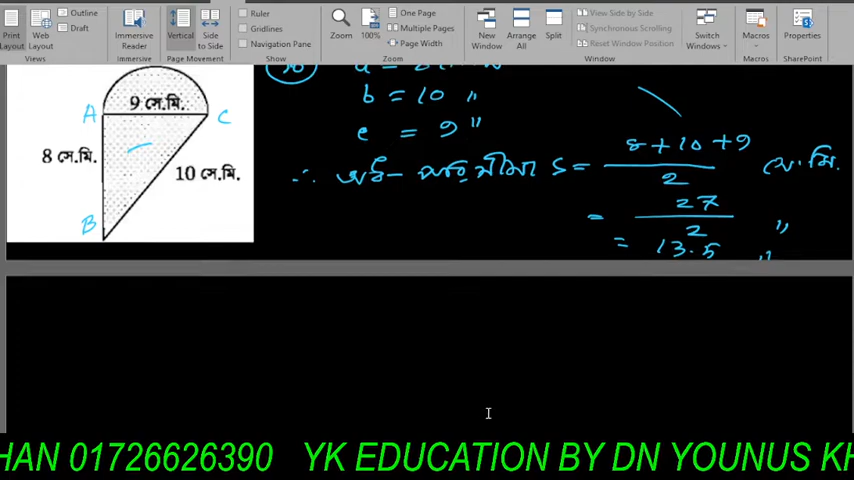 Print Layout
Web Layout
Outline
Draft
Views
Immersive Reader
Immersive
Vertical
Side to Side
Page Movement
Ruler
Gridlines
Navigation Pane
Show
Zoom
100%
One Page
Multiple Pages
Page Width
Zoom
New Window
Arrange All
Split
View Side by Side
Synchronous Scrolling
Reset Window Position
Window
Switch Windows
Macros
Macros
Properties
SharePoint
9 সে.মি.
A
C
8 সে.মি.
10 সে.মি.
B
b = 10 "
c = 9 "
∴ অর্ধ-পরিসীমা S = 8+10+9 / 2 সে.মি.
= 27 / 2 "
= 13.5 "
HAN 01726626390 YK EDUCATION BY DN YOUNUS KH